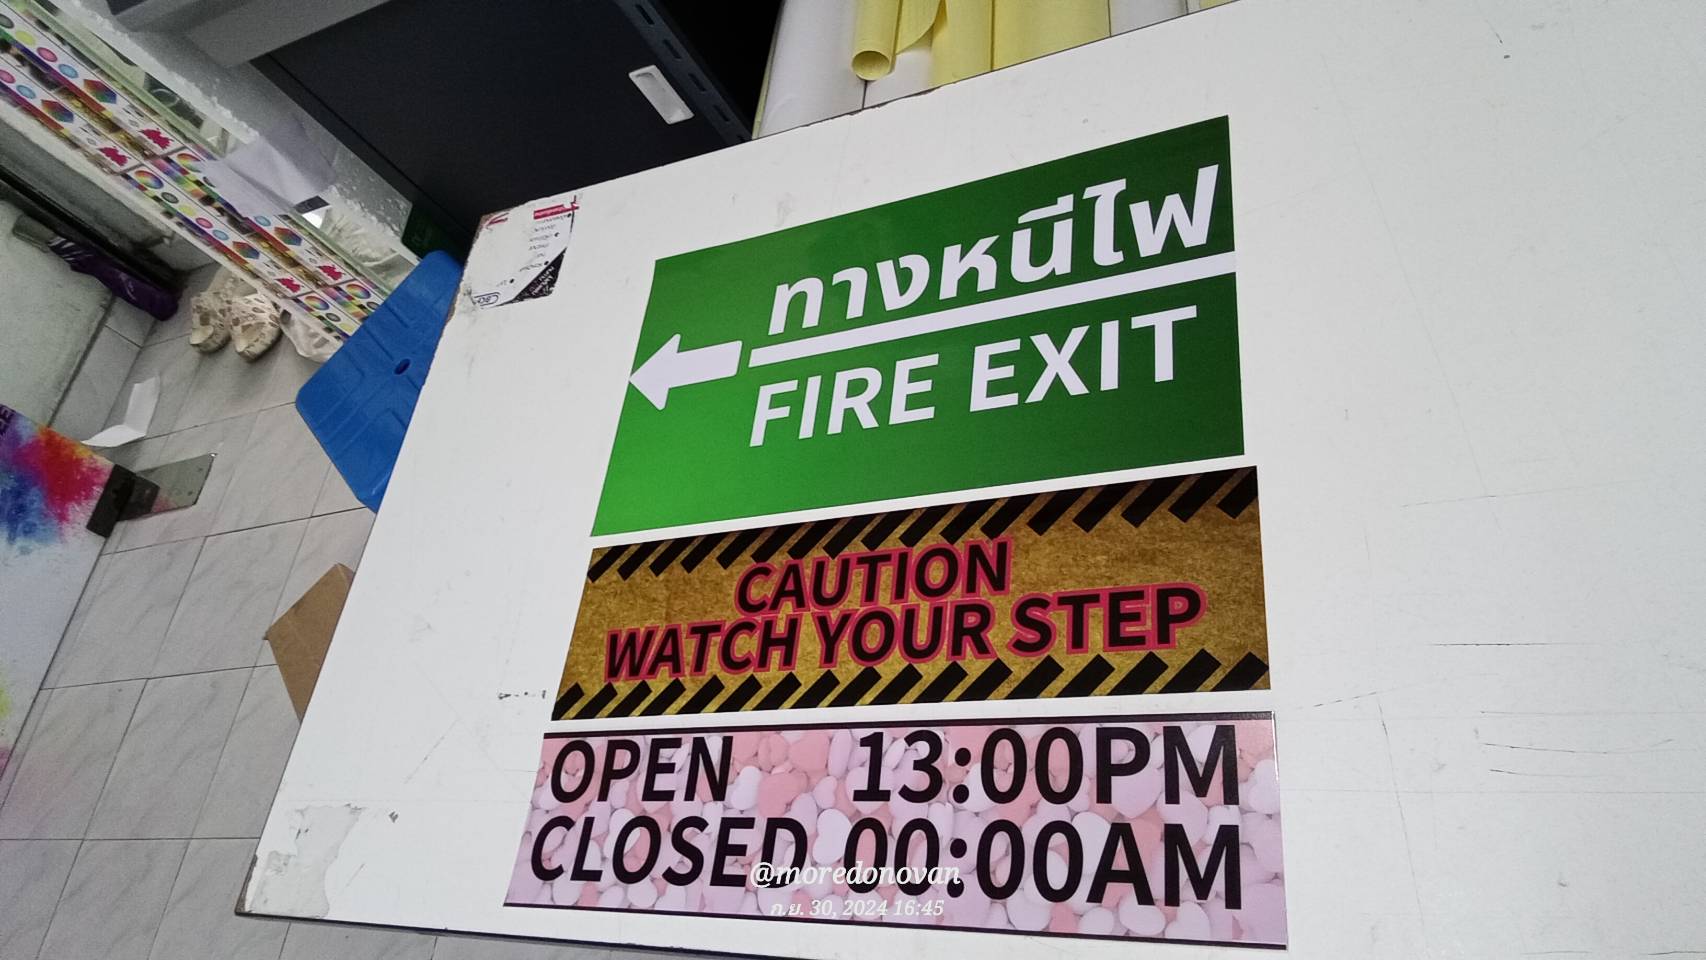 ทางหนีไฟ
FIRE EXIT
CAUTION
WATCH YOUR STEP
OPEN 13:00PM
CLOSED 00:00AM
@moredonovan
ก.ย. 30, 2024 16:45